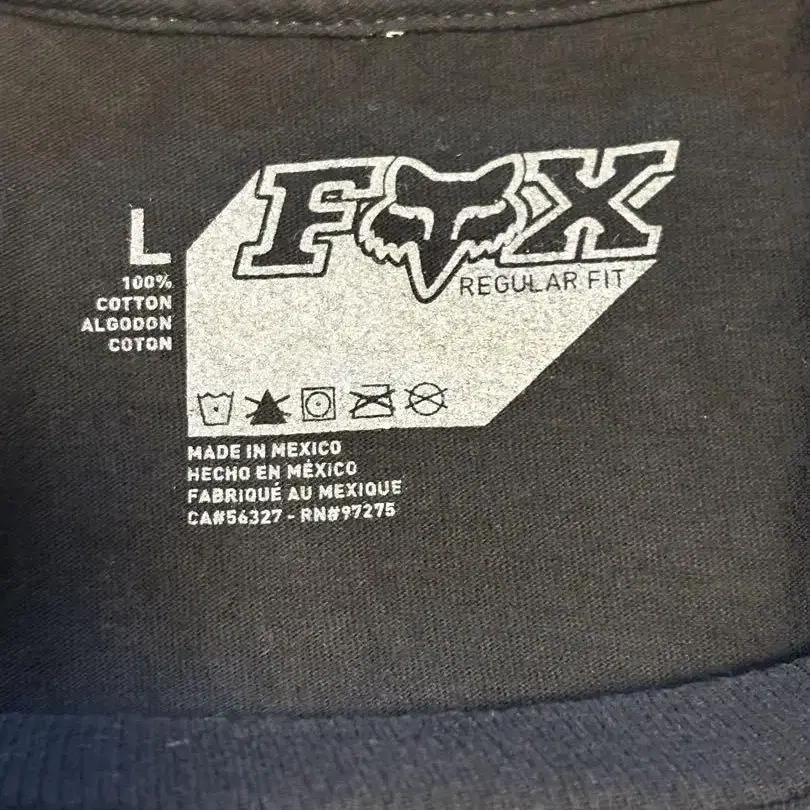 FOX
REGULAR FIT
L
100%
COTTON
ALGODON
COTON
MADE IN MEXICO
HECHO EN MÉXICO
FABRIQUÉ AU MEXIQUE
CA#56327 - RN#97275